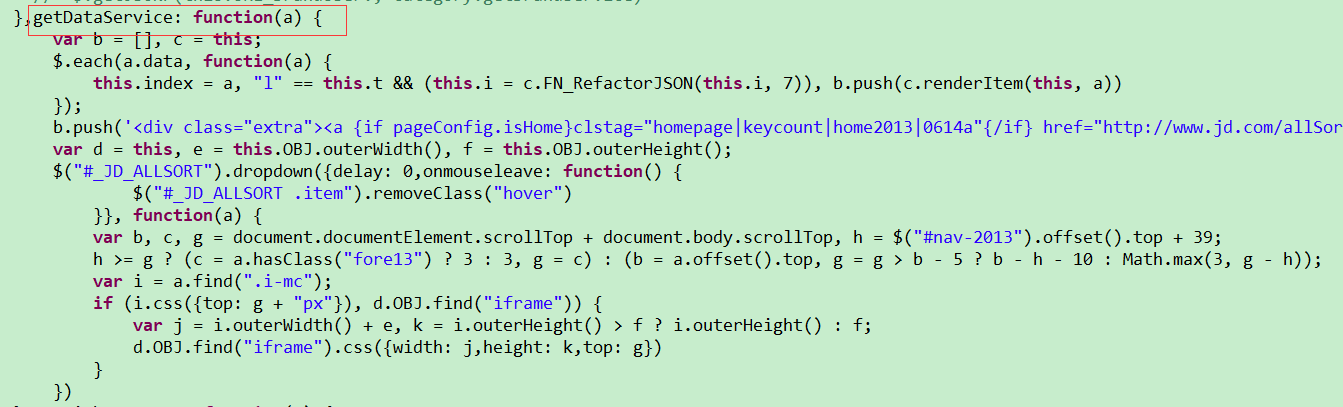 },getDataService: function(a) {
var b = [], c = this;
$.each(a.data, function(a) {
this.index = a, "l" == this.t && (this.i = c.FN_RefactorJSON(this.i, 7)), b.push(c.renderItem(this, a))
});
b.push('<div class="extra"><a {if pageConfig.isHome}clstag="homepage|keycount|home2013|0614a"{/if} href="http://www.jd.com/allSor
var d = this, e = this.OBJ.outerWidth(), f = this.OBJ.outerHeight();
$("#_JD_ALLSORT").dropdown({delay: 0,onmouseleave: function() {
$("#_JD_ALLSORT .item").removeClass("hover")
}}, function(a) {
var b, c, g = document.documentElement.scrollTop + document.body.scrollTop, h = $("#nav-2013").offset().top + 39;
h >= g ? (c = a.hasClass("fore13") ? 3 : 3, g = c) : (b = a.offset().top, g = g > b - 5 ? b - h - 10 : Math.max(3, g - h));
var i = a.find(".i-mc");
if (i.css({top: g + "px"}), d.OBJ.find("iframe")) {
var j = i.outerWidth() + e, k = i.outerHeight() > f ? i.outerHeight() : f;
d.OBJ.find("iframe").css({width: j,height: k,top: g})
}
})